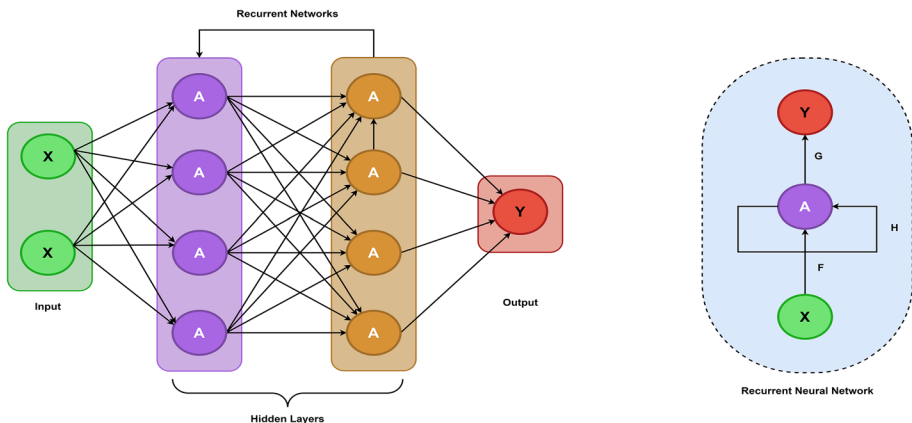 Recurrent Networks
X
X
Input
A
A
A
A
A
A
A
A
Hidden Layers
Y
Output
Y
G
A
H
F
X
Recurrent Neural Network